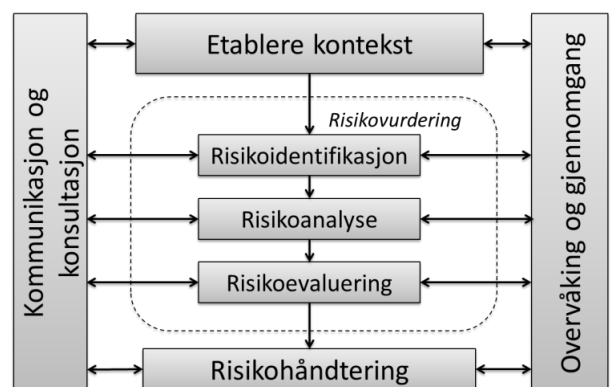 Kommunikasjon og
konsultasjon
Etablere kontekst
Risikovurdering
Risikoidentifikasjon
Risikoanalyse
Risikoevaluering
Risikohåndtering
Overvåking og gjennomgang